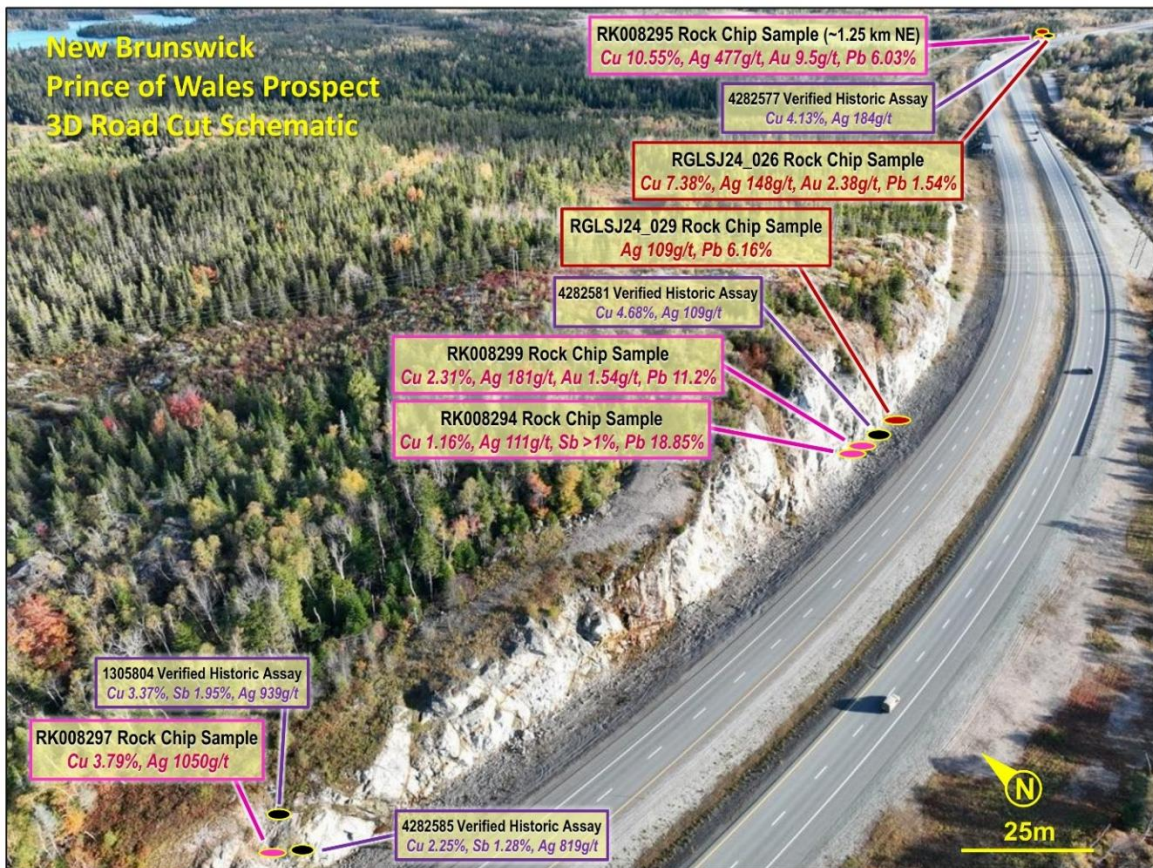 New Brunswick
Prince of Wales Prospect
3D Road Cut Schematic
RK008295 Rock Chip Sample (~1.25 km NE)
Cu 10.55%, Ag 477g/t, Au 9.5g/t, Pb 6.03%
4282577 Verified Historic Assay
Cu 4.13%, Ag 184g/t
RGLSJ24_026 Rock Chip Sample
Cu 7.38%, Ag 148g/t, Au 2.38g/t, Pb 1.54%
RGLSJ24_029 Rock Chip Sample
Ag 109g/t, Pb 6.16%
4282581 Verified Historic Assay
Cu 4.68%, Ag 109g/t
RK008299 Rock Chip Sample
Cu 2.31%, Ag 181g/t, Au 1.54g/t, Pb 11.2%
RK008294 Rock Chip Sample
Cu 1.16%, Ag 111g/t, Sb >1%, Pb 18.85%
1305804 Verified Historic Assay
Cu 3.37%, Sb 1.95%, Ag 939g/t
RK008297 Rock Chip Sample
Cu 3.79%, Ag 1050g/t
4282585 Verified Historic Assay
Cu 2.25%, Sb 1.28%, Ag 819g/t
N
25m